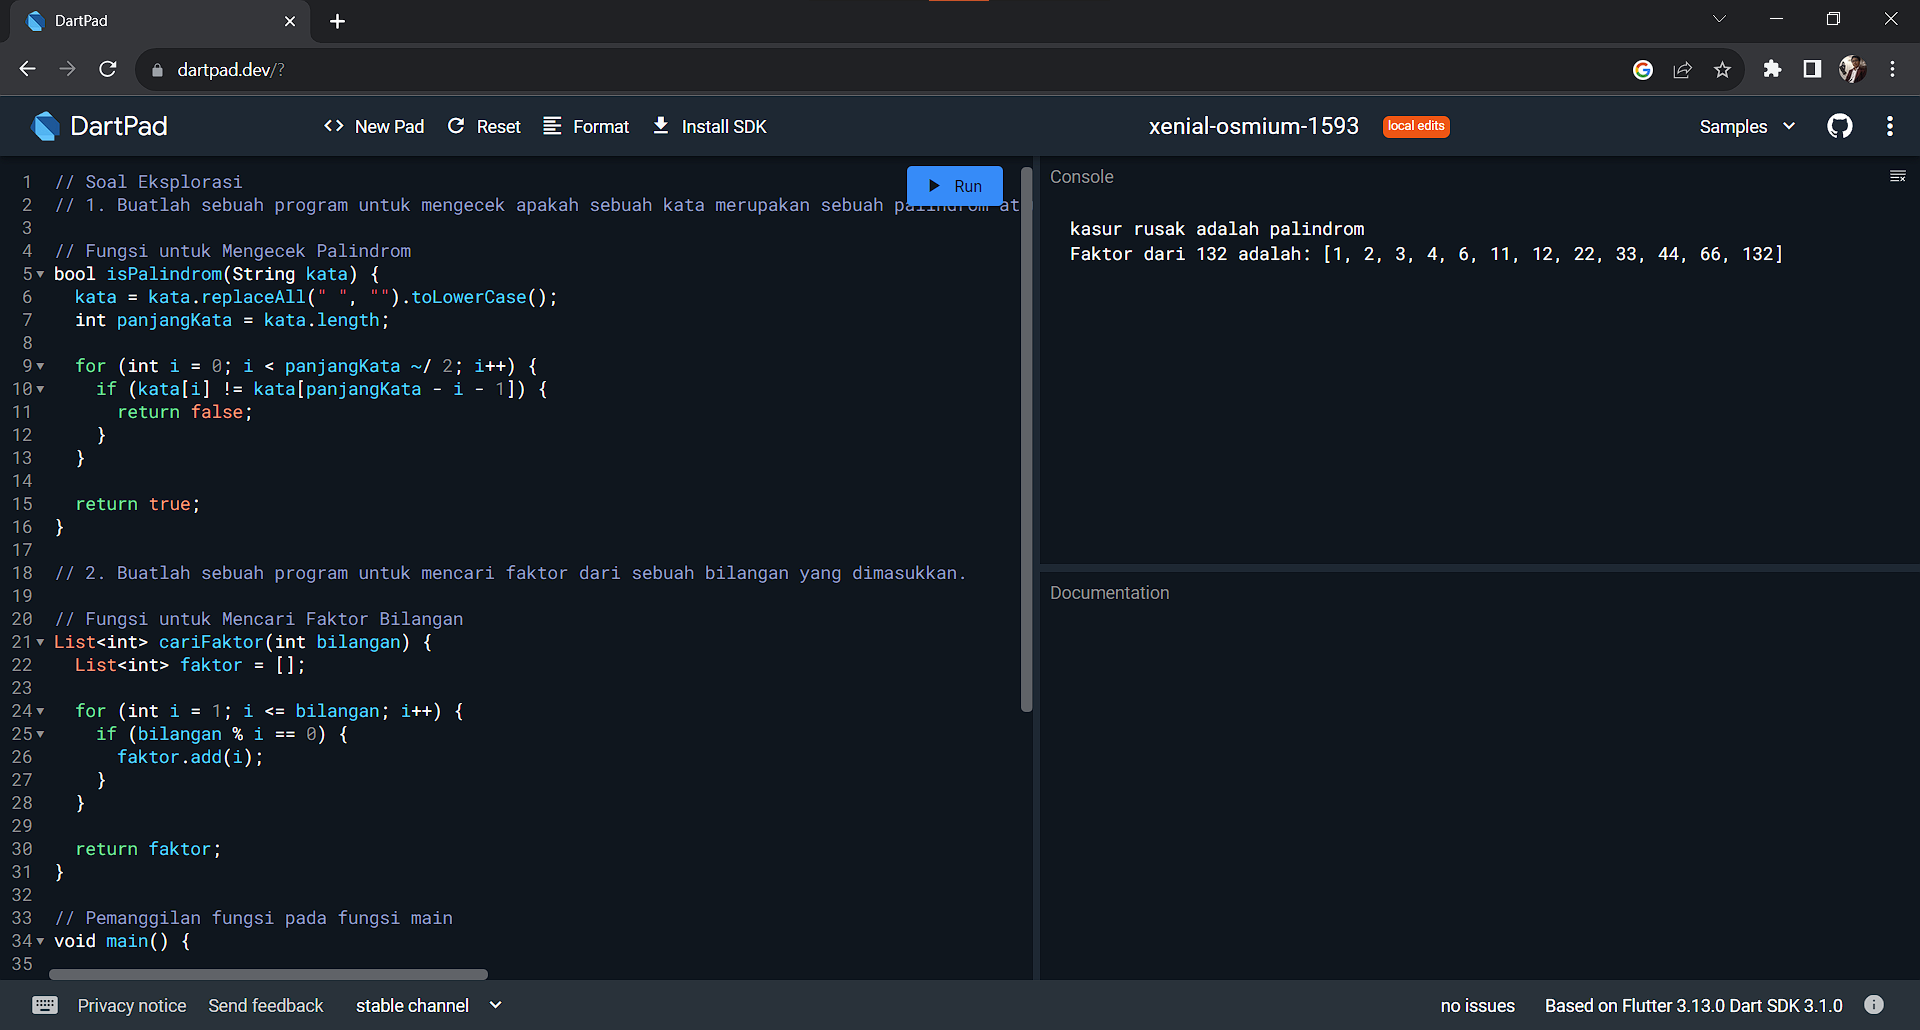 DartPad
dartpad.dev/?
DartPad
<> New Pad Reset Format Install SDK xenial-osmium-1593 local edits Samples
Run
1 // Soal Eksplorasi
2 // 1. Buatlah sebuah program untuk mengecek apakah sebuah kata merupakan sebuah palindrom
3
4 // Fungsi untuk Mengecek Palindrom
5 bool isPalindrom(String kata) {
6 kata = kata.replaceAll(" ", "").toLowerCase();
7 int panjangKata = kata.length;
8
9 for (int i = 0; i < panjangKata ~/ 2; i++) {
10 if (kata[i] != kata[panjangKata - i - 1]) {
11 return false;
12 }
13 }
14
15 return true;
16 }
17
18 // 2. Buatlah sebuah program untuk mencari faktor dari sebuah bilangan yang dimasukkan.
19
20 // Fungsi untuk Mencari Faktor Bilangan
21 List<int> cariFaktor(int bilangan) {
22 List<int> faktor = [];
23
24 for (int i = 1; i <= bilangan; i++) {
25 if (bilangan % i == 0) {
26 faktor.add(i);
27 }
28 }
29
30 return faktor;
31 }
32
33 // Pemanggilan fungsi pada fungsi main
34 void main() {
35
Console
kasur rusak adalah palindrom
Faktor dari 132 adalah: [1, 2, 3, 4, 6, 11, 12, 22, 33, 44, 66, 132]
Documentation
Privacy notice Send feedback stable channel no issues Based on Flutter 3.13.0 Dart SDK 3.1.0